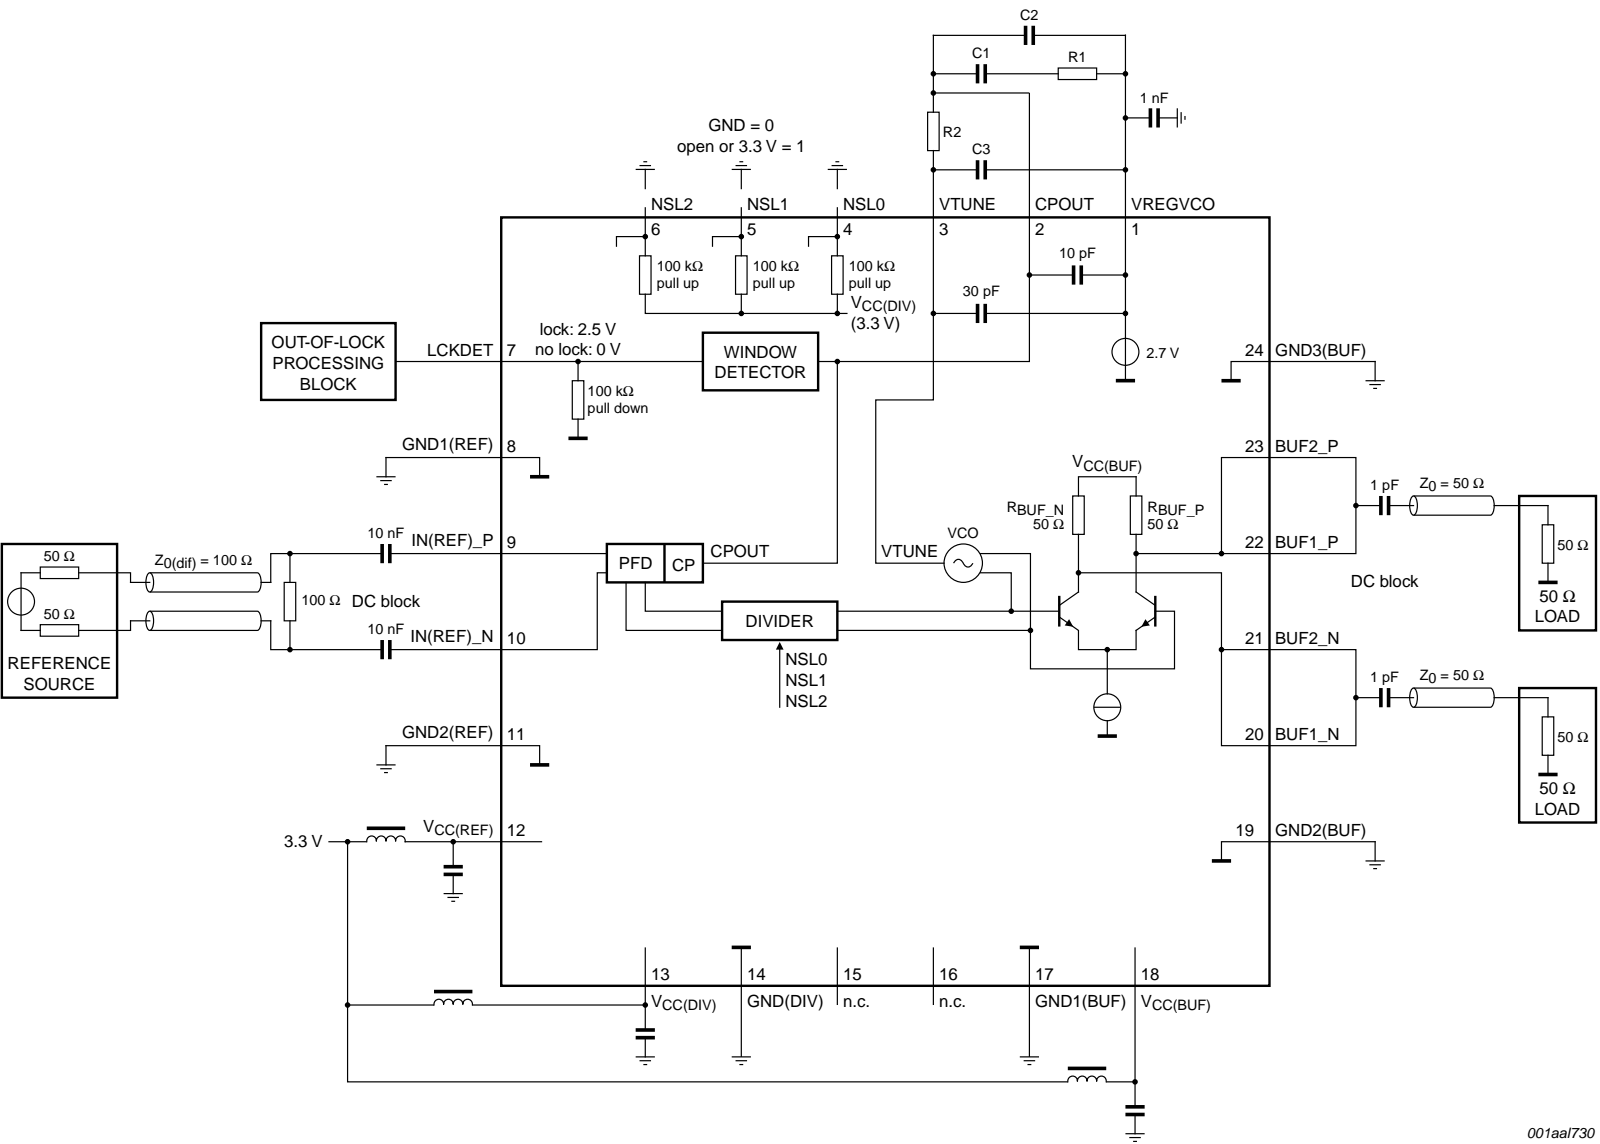 C2
C1
R1
1 nF
GND = 0
open or 3.3 V = 1
R2
C3
NSL2
NSL1
NSL0
VTUNE
CPOUT
VREGVCO
6
5
4
3
2
1
100 kΩ
pull up
100 kΩ
pull up
100 kΩ
pull up
10 pF
30 pF
VCC(DIV)
(3.3 V)
OUT-OF-LOCK
PROCESSING
BLOCK
LCKDET
7
lock: 2.5 V
no lock: 0 V
WINDOW
DETECTOR
2.7 V
24
GND3(BUF)
100 kΩ
pull down
GND1(REF)
8
23
BUF2_P
VCC(BUF)
RBUF_N
50 Ω
RBUF_P
50 Ω
1 pF
Z0 = 50 Ω
10 nF
IN(REF)_P
9
VCO
VTUNE
22
BUF1_P
50 Ω
50 Ω
LOAD
50 Ω
Z0(dif) = 100 Ω
PFD
CP
CPOUT
100 Ω
DC block
DC block
50 Ω
10 nF
IN(REF)_N
10
DIVIDER
REFERENCE
SOURCE
NSL0
NSL1
NSL2
21
BUF2_N
1 pF
Z0 = 50 Ω
GND2(REF)
11
20
BUF1_N
50 Ω
50 Ω
LOAD
3.3 V
VCC(REF)
12
19
GND2(BUF)
13
14
15
16
17
18
VCC(DIV)
GND(DIV)
n.c.
n.c.
GND1(BUF)
VCC(BUF)
001aal730